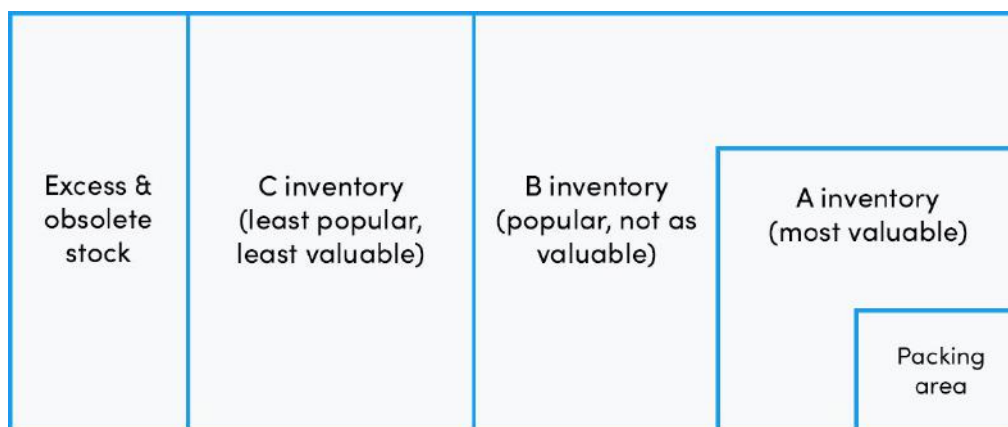 Excess &
obsolete
stock
C inventory
(least popular,
least valuable)
B inventory
(popular, not as
valuable)
A inventory
(most valuable)
Packing
area